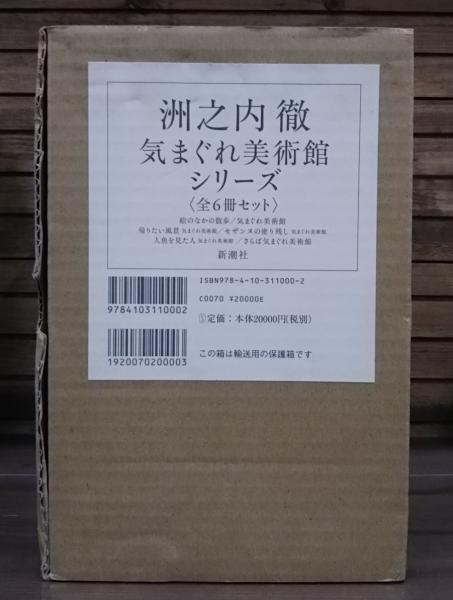 洲之内 徹
気まぐれ美術館
シリーズ
〈全6冊セット〉
絵のなかの散歩／気まぐれ美術館
帰りたい風景 気まぐれ美術館／セザンヌの塗り残し 気まぐれ美術館
人魚を見た人 気まぐれ美術館／さらば気まぐれ美術館
新潮社
ISBN978-4-10-311000-2
C0070 ¥20000E
9784103110002
Ⓢ定価：本体20000円(税別)
1920070200003
この箱は輸送用の保護箱です